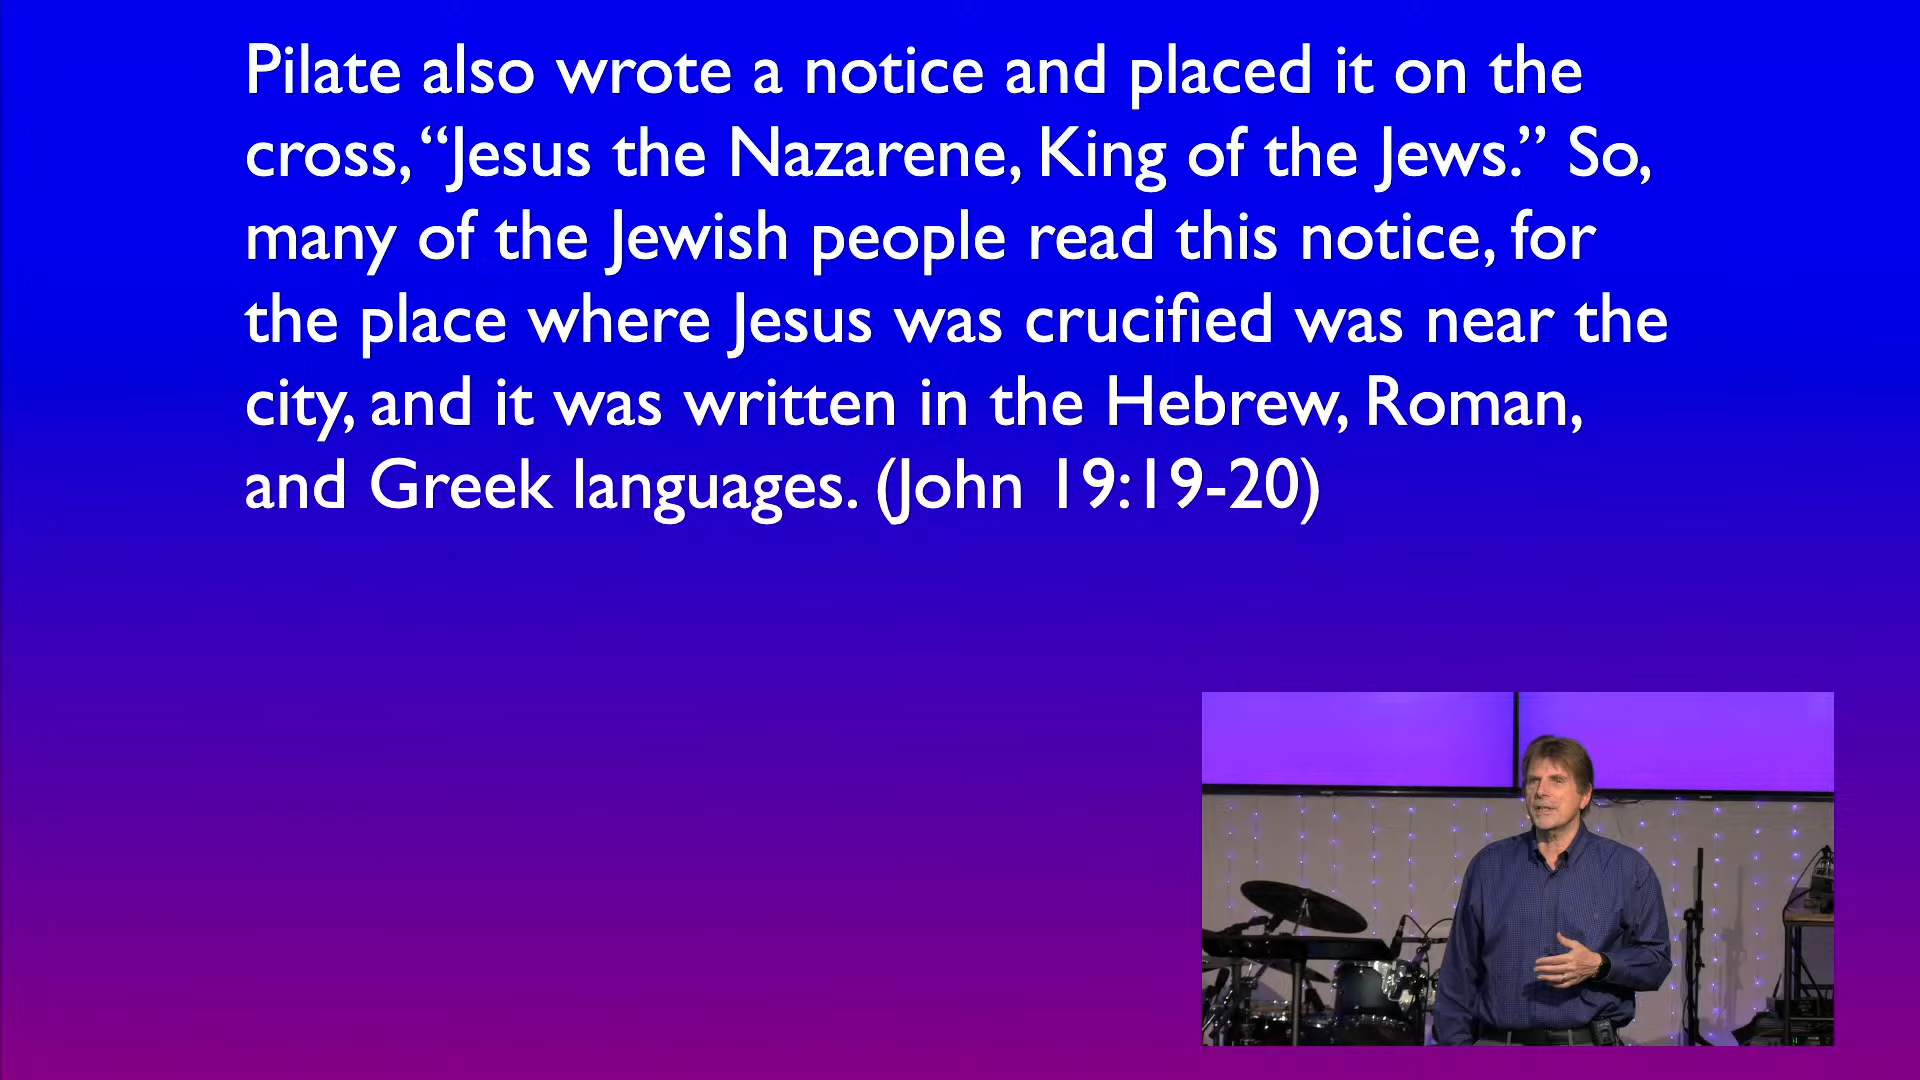 Pilate also wrote a notice and placed it on the
cross, “Jesus the Nazarene, King of the Jews.” So,
many of the Jewish people read this notice, for
the place where Jesus was crucified was near the
city, and it was written in the Hebrew, Roman,
and Greek languages. (John 19:19-20)